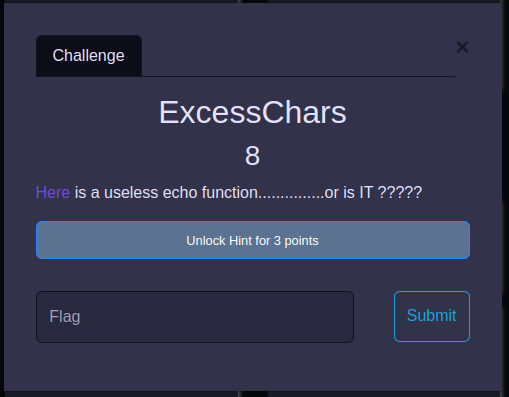 Challenge
×
ExcessChars
8
Here is a useless echo function...............or is IT ?????
Unlock Hint for 3 points
Flag
Submit